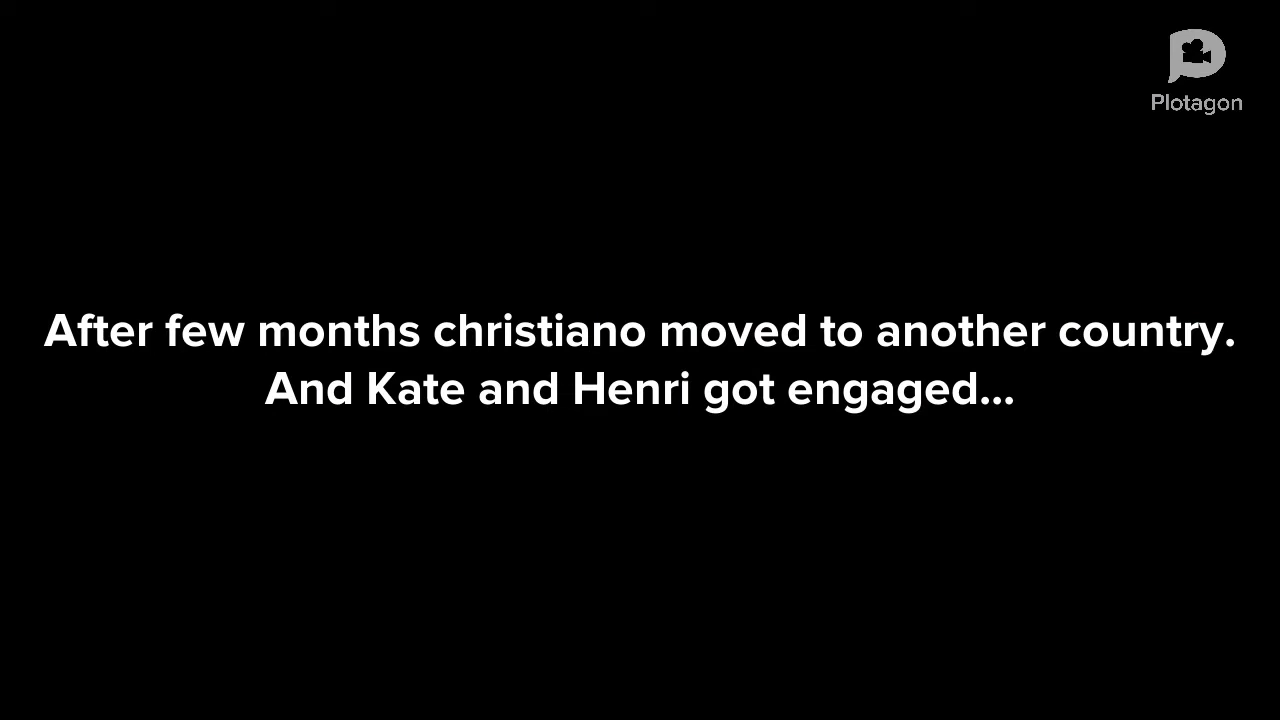 Plotagon
After few months christiano moved to another country.
And Kate and Henri got engaged...